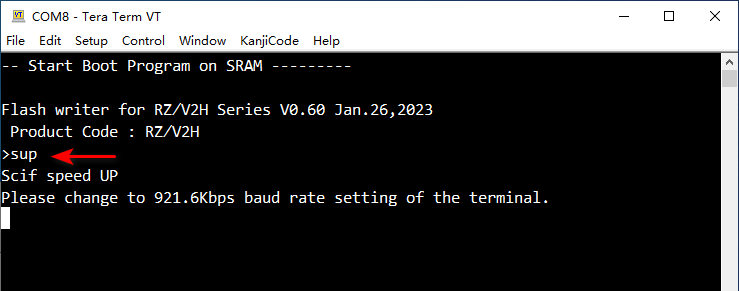 COM8 - Tera Term VT
File Edit Setup Control Window KanjiCode Help
-- Start Boot Program on SRAM ---------
Flash writer for RZ/V2H Series V0.60 Jan.26,2023
Product Code : RZ/V2H
>sup
Scif speed UP
Please change to 921.6Kbps baud rate setting of the terminal.